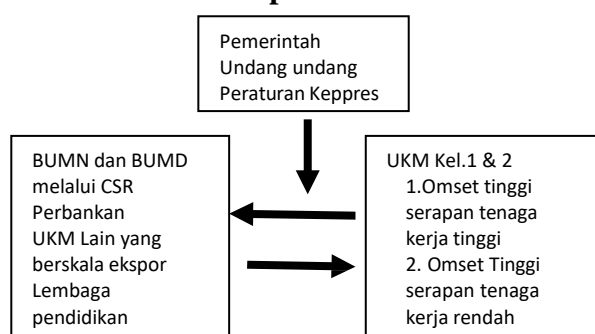 Pemerintah
Undang undang
Peraturan Keppres
BUMN dan BUMD
melalui CSR
Perbankan
UKM Lain yang
berskala ekspor
Lembaga
pendidikan
UKM Kel.1 & 2
1.Omset tinggi
serapan tenaga
kerja tinggi
2. Omset Tinggi
serapan tenaga
kerja rendah